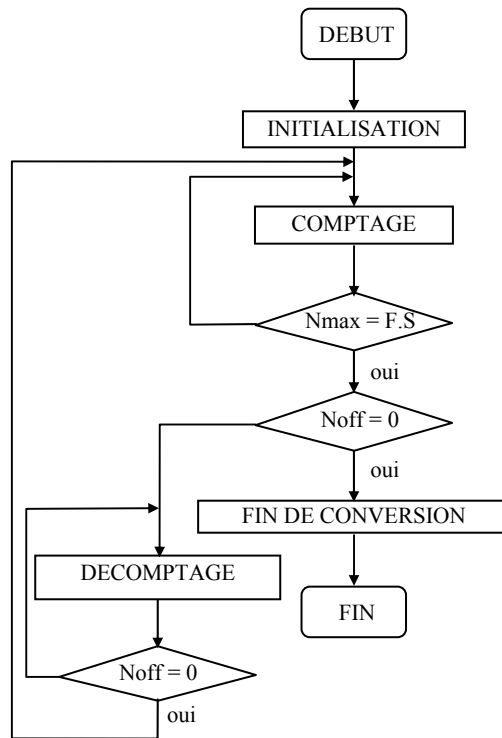 DEBUT
INITIALISATION
COMPTAGE
Nmax = F.S
oui
Noff = 0
oui
FIN DE CONVERSION
DECOMPTAGE
FIN
Noff = 0
oui